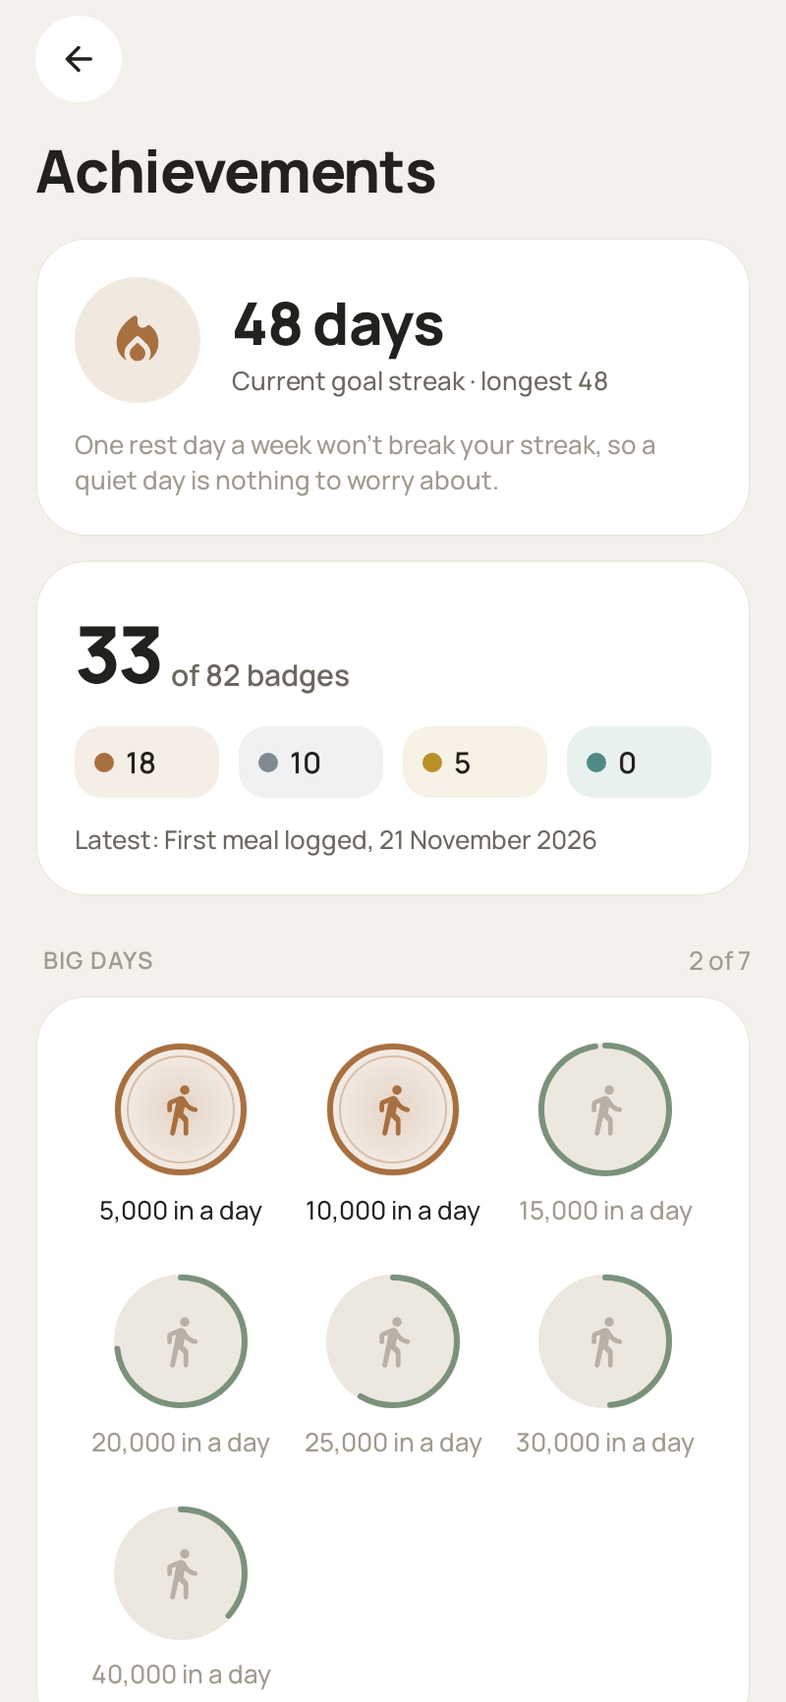 Achievements
48 days
Current goal streak · longest 48
One rest day a week won’t break your streak, so a
quiet day is nothing to worry about.
33 of 82 badges
18 10 5 0
Latest: First meal logged, 21 November 2026
BIG DAYS 2 of 7
5,000 in a day 10,000 in a day 15,000 in a day
20,000 in a day 25,000 in a day 30,000 in a day
40,000 in a day